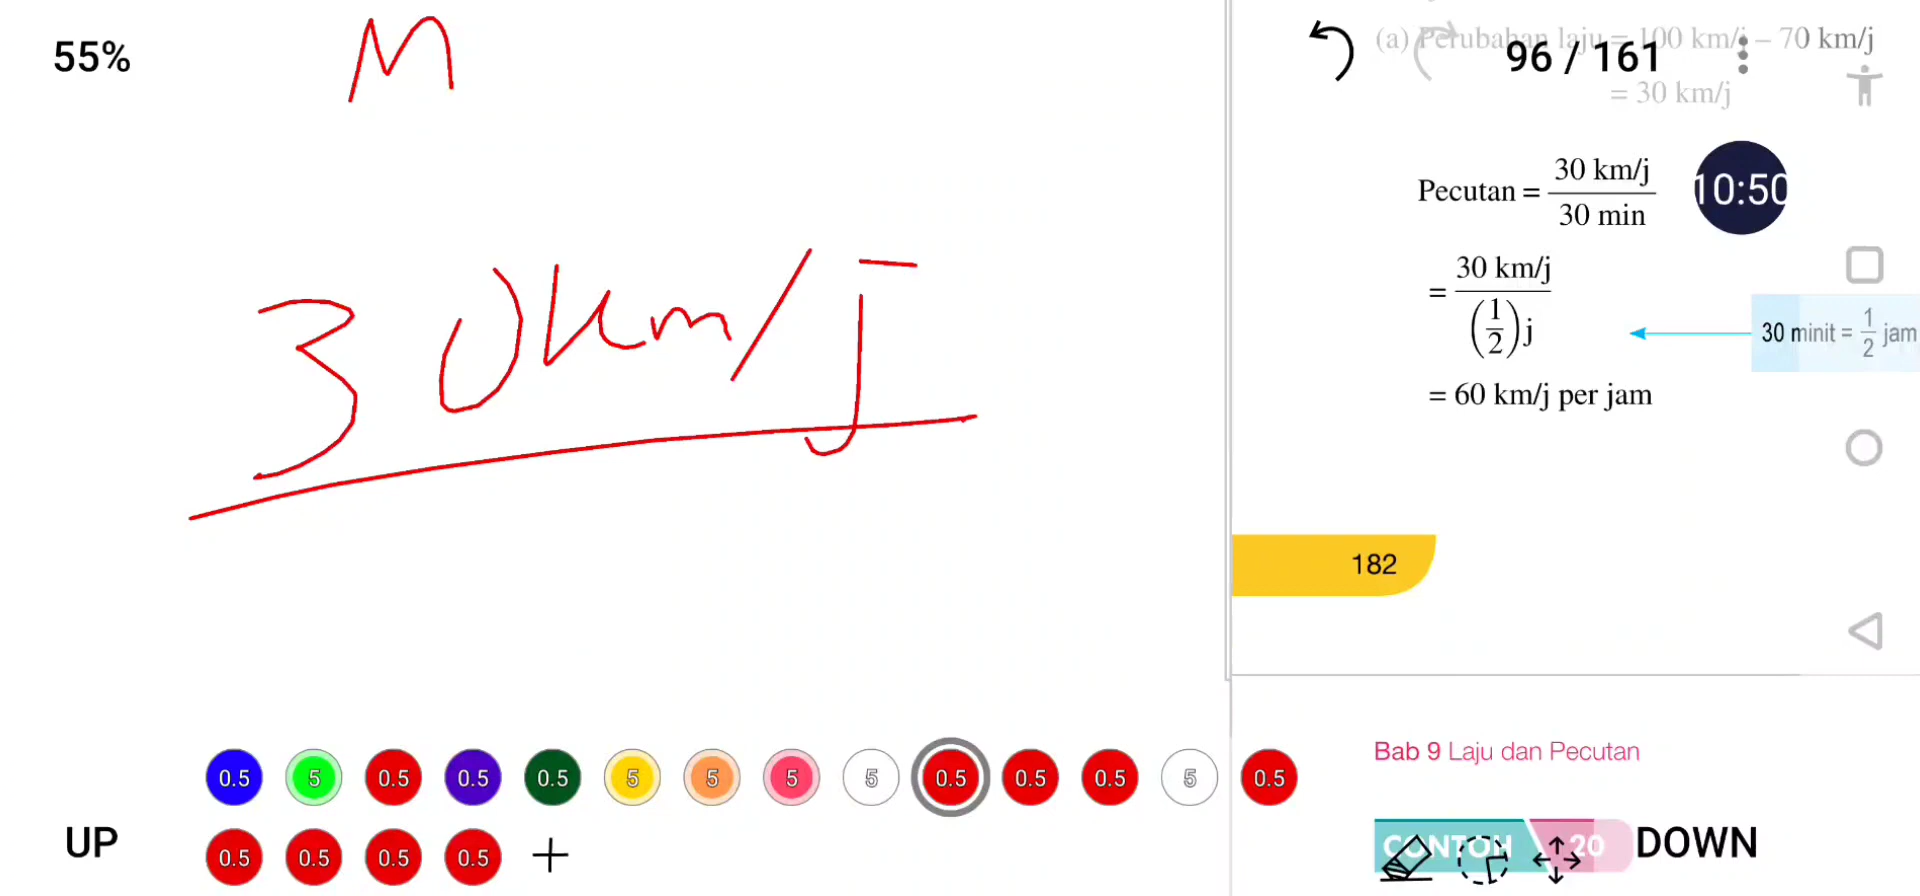 55%
M
30km/j
(a) Perubahan laju = 100 km/j – 70 km/j
= 30 km/j
96 / 161
Pecutan = 30 km/j / 30 min
10:50
= 30 km/j / (1/2) j
30 minit = 1/2 jam
= 60 km/j per jam
182
Bab 9 Laju dan Pecutan
0.5 5 0.5 0.5 0.5 5 5 5 5 0.5 0.5 0.5 5 0.5
UP
0.5 0.5 0.5 0.5 +
CONTOH 20
DOWN